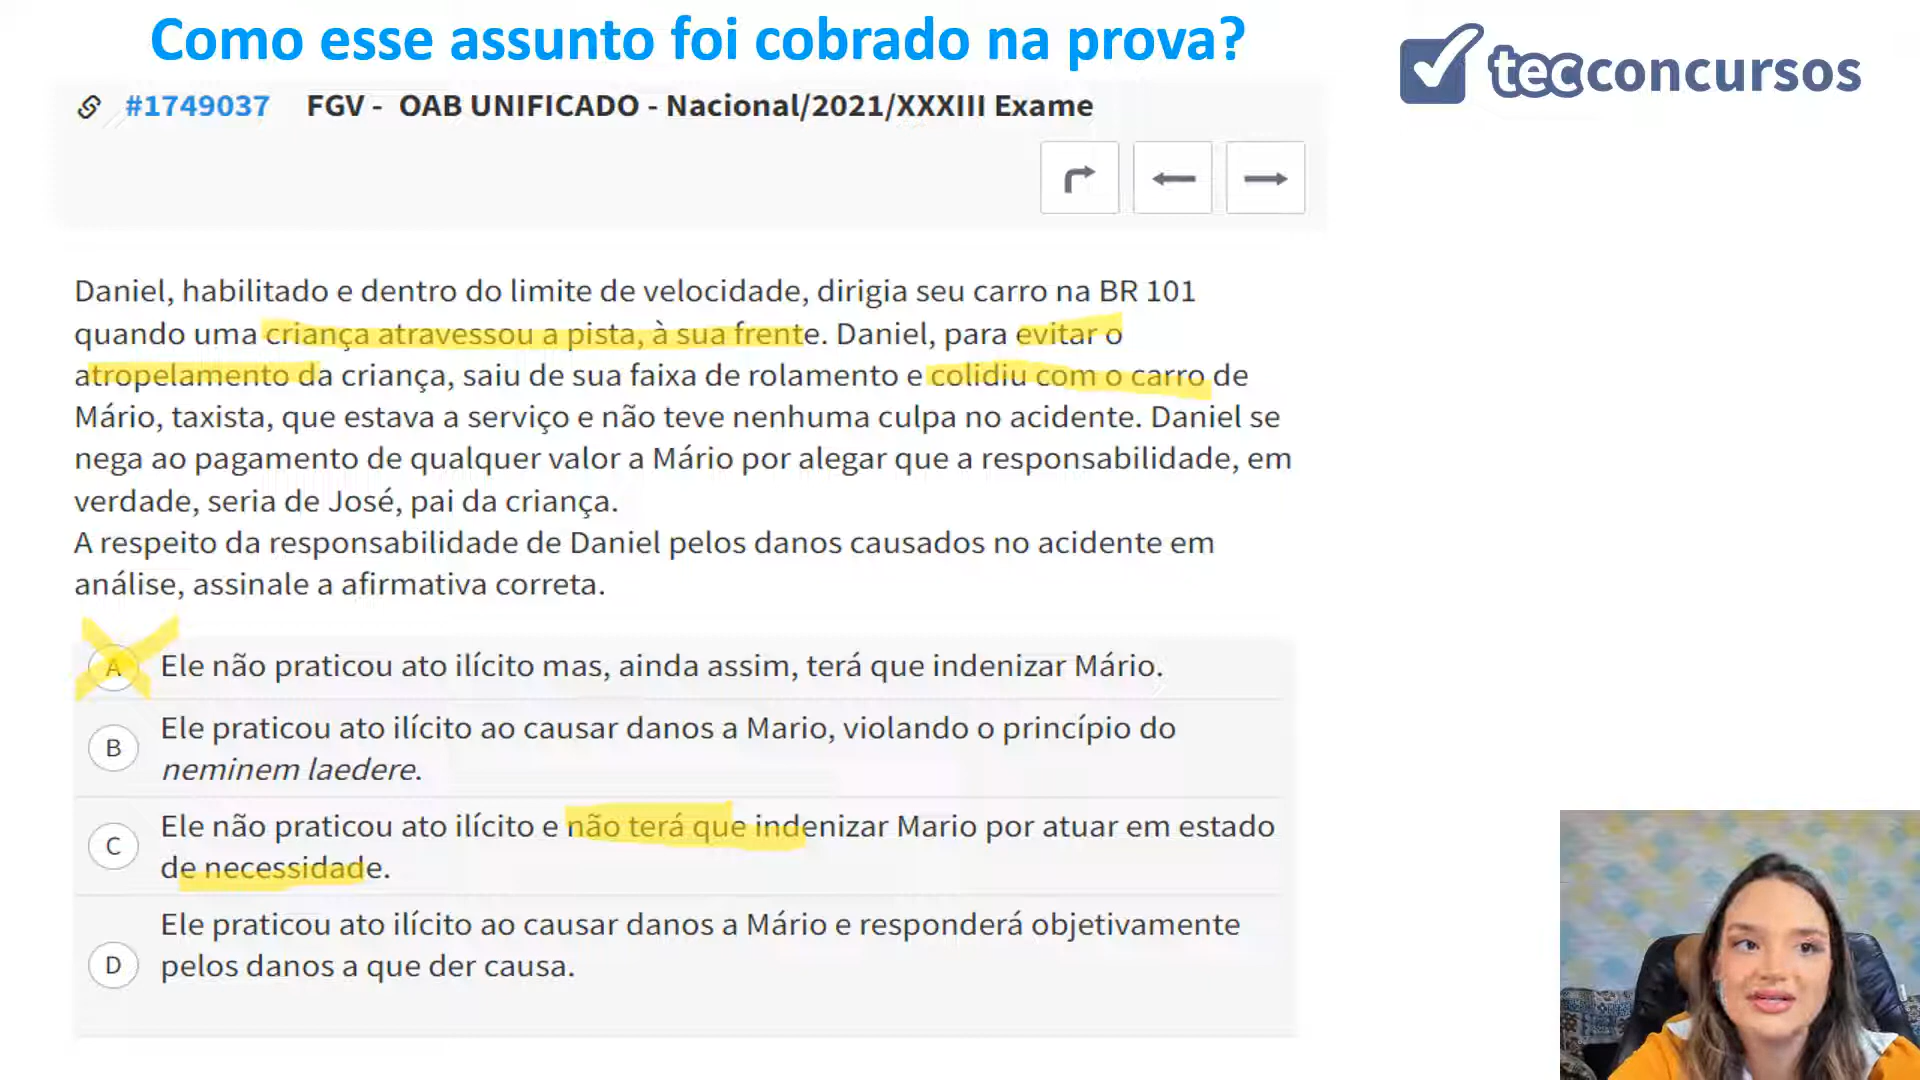 Como esse assunto foi cobrado na prova?
tecconcursos
#1749037 FGV - OAB UNIFICADO - Nacional/2021/XXXIII Exame
Daniel, habilitado e dentro do limite de velocidade, dirigia seu carro na BR 101
quando uma criança atravessou a pista, à sua frente. Daniel, para evitar o
atropelamento da criança, saiu de sua faixa de rolamento e colidiu com o carro de
Mário, taxista, que estava a serviço e não teve nenhuma culpa no acidente. Daniel se
nega ao pagamento de qualquer valor a Mário por alegar que a responsabilidade, em
verdade, seria de José, pai da criança.
A respeito da responsabilidade de Daniel pelos danos causados no acidente em
análise, assinale a afirmativa correta.
A Ele não praticou ato ilícito mas, ainda assim, terá que indenizar Mário.
B Ele praticou ato ilícito ao causar danos a Mario, violando o princípio do
neminem laedere.
C Ele não praticou ato ilícito e não terá que indenizar Mario por atuar em estado
de necessidade.
D Ele praticou ato ilícito ao causar danos a Mário e responderá objetivamente
pelos danos a que der causa.